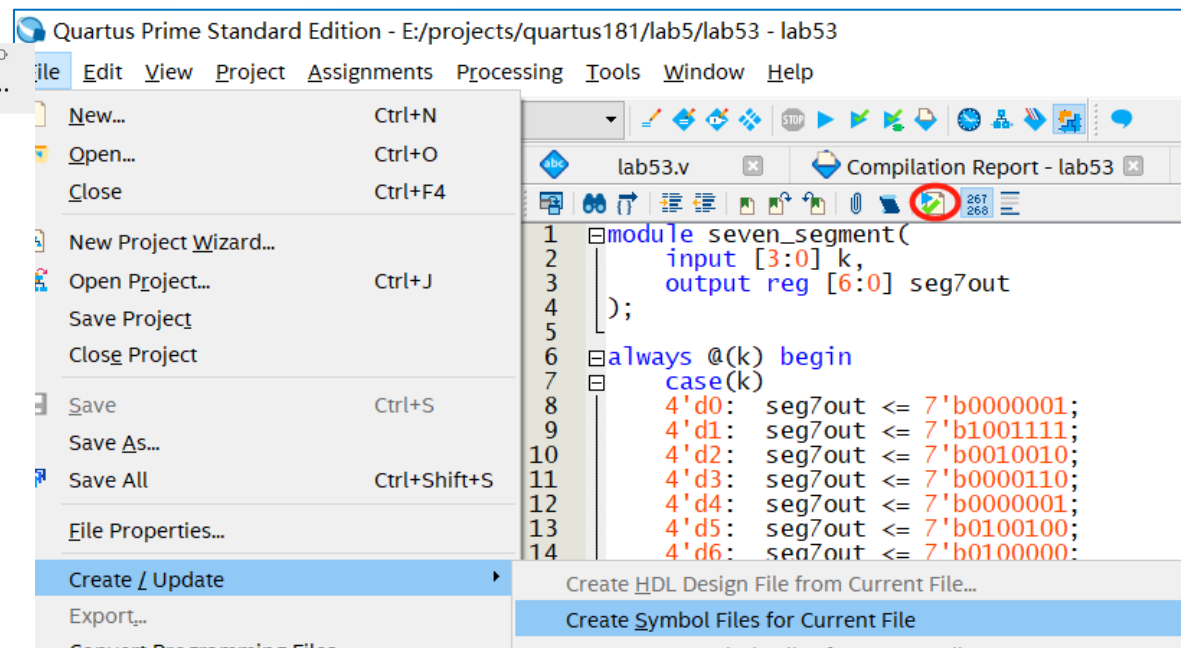 Quartus Prime Standard Edition - E:/projects/quartus181/lab5/lab53 - lab53
File Edit View Project Assignments Processing Tools Window Help
New... Ctrl+N
Open... Ctrl+O
Close Ctrl+F4
New Project Wizard...
Open Project... Ctrl+J
Save Project
Close Project
Save Ctrl+S
Save As...
Save All Ctrl+Shift+S
File Properties...
Create / Update
Export...
Create HDL Design File from Current File...
Create Symbol Files for Current File
STOP
abc lab53.v Compilation Report - lab53
267
268
1 module seven_segment(
2 input [3:0] k,
3 output reg [6:0] seg7out
4 );
5
6 always @(k) begin
7 case(k)
8 4'd0: seg7out <= 7'b0000001;
9 4'd1: seg7out <= 7'b1001111;
10 4'd2: seg7out <= 7'b0010010;
11 4'd3: seg7out <= 7'b0000110;
12 4'd4: seg7out <= 7'b0000001;
13 4'd5: seg7out <= 7'b0100100;
14 4'd6: seg7out <= 7'b0100000;